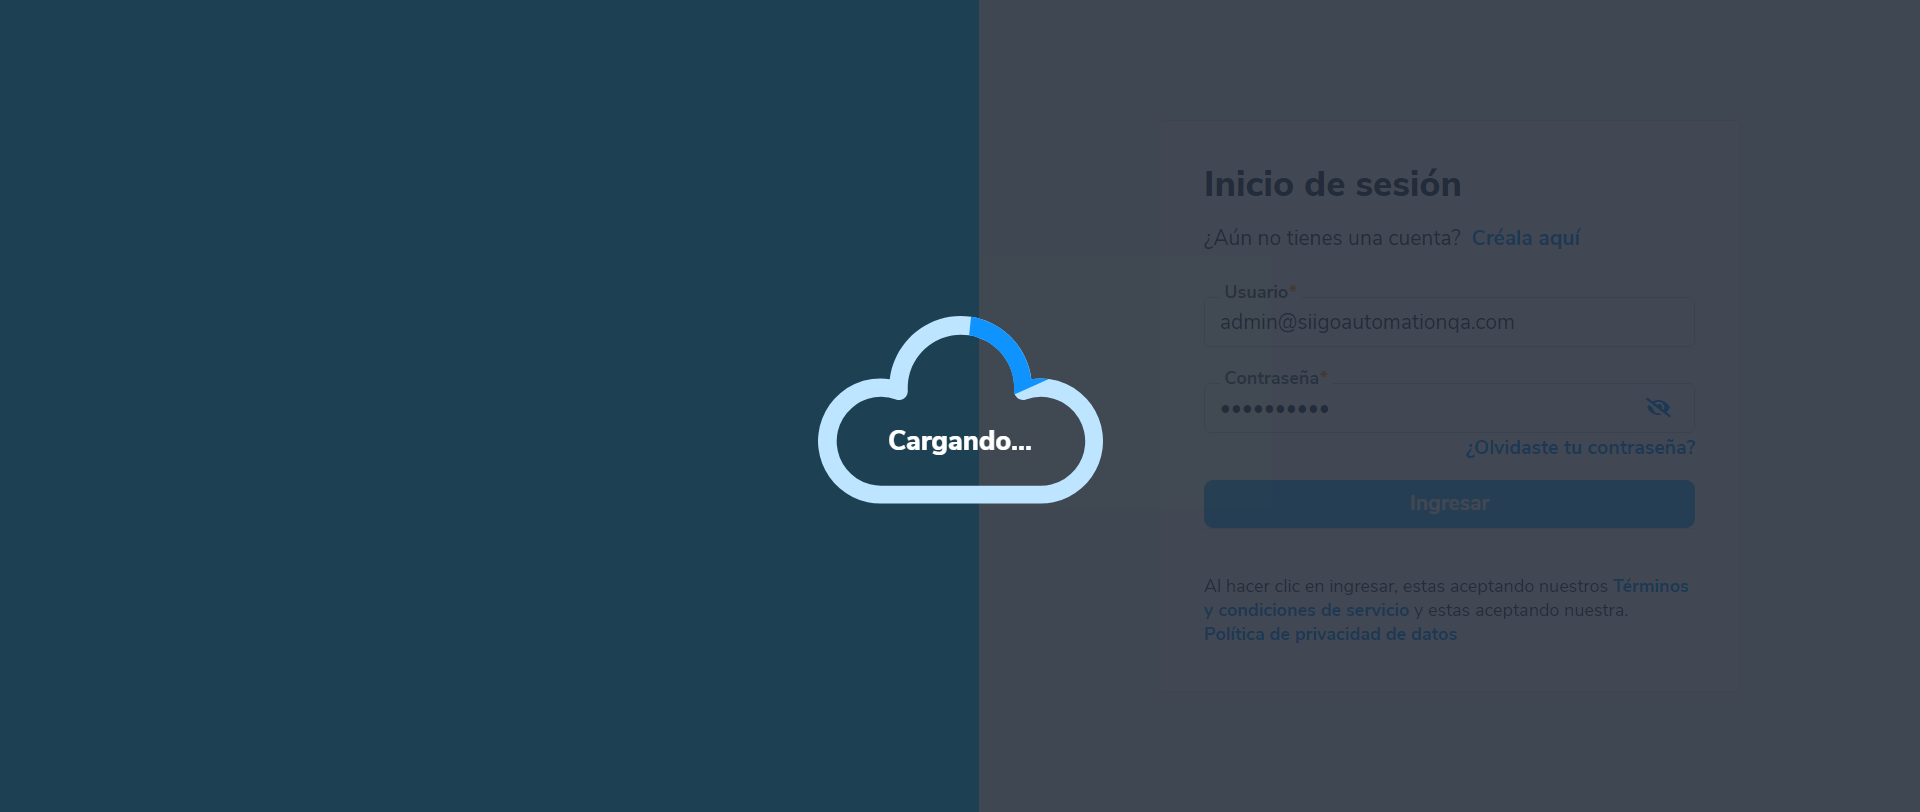 Inicio de sesión
¿Aún no tienes una cuenta? Créala aquí
Usuario*
admin@siigoautomationqa.com
Contraseña*
••••••••••
¿Olvidaste tu contraseña?
Cargando...
Ingresar
Al hacer clic en ingresar, estas aceptando nuestros Términos
y condiciones de servicio y estas aceptando nuestra.
Política de privacidad de datos